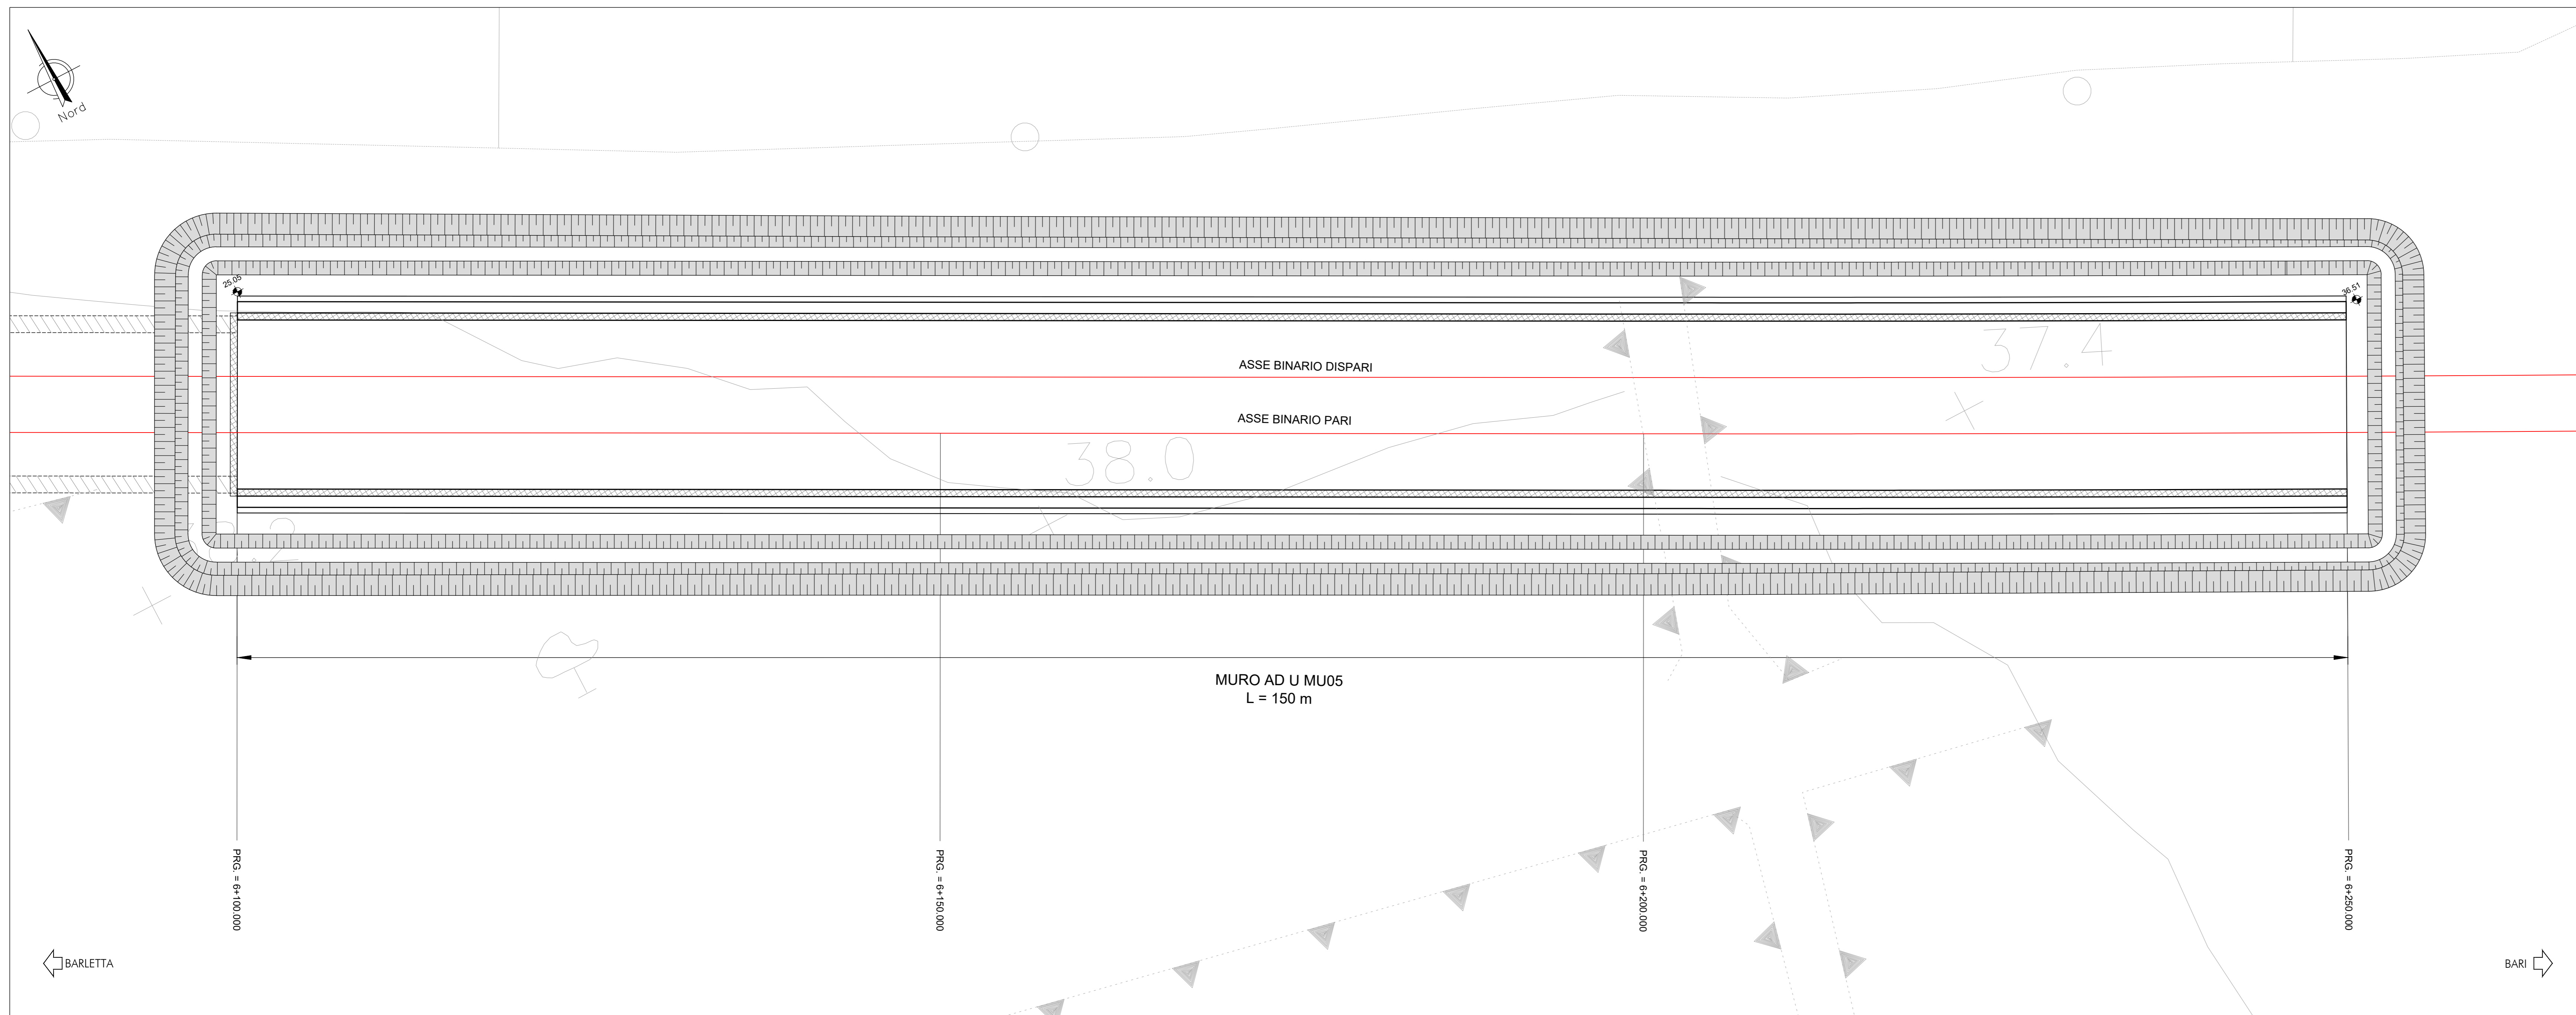 Nord
25.05
36.51
37.4
ASSE BINARIO DISPARI
ASSE BINARIO PARI
38.0
MURO AD U MU05
L = 150 m
PRG. = 6+100.000
PRG. = 6+150.000
PRG. = 6+200.000
PRG. = 6+250.000
BARLETTA
BARI